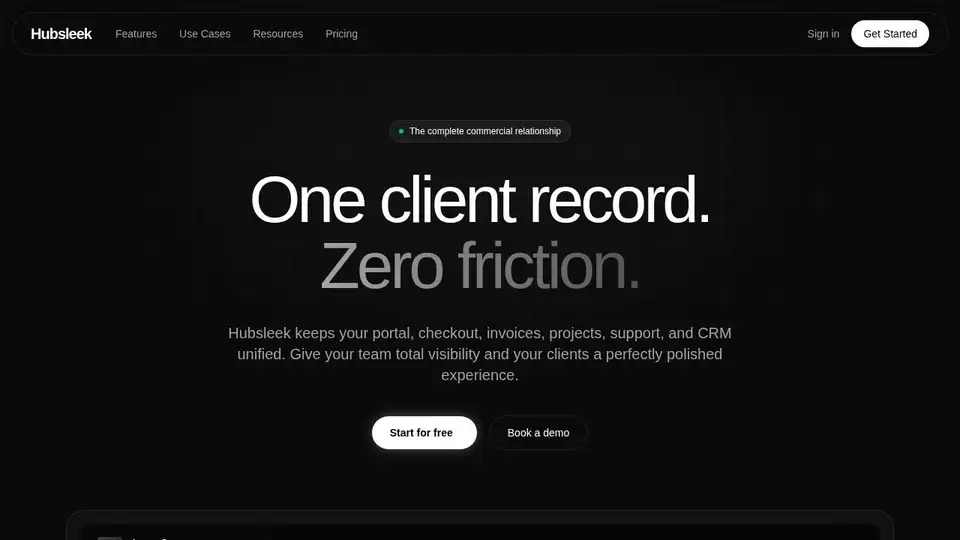 Hubsleek
Features
Use Cases
Resources
Pricing
Sign in
Get Started
The complete commercial relationship
One client record.
Zero friction.
Hubsleek keeps your portal, checkout, invoices, projects, support, and CRM
unified. Give your team total visibility and your clients a perfectly polished
experience.
Start for free
Book a demo